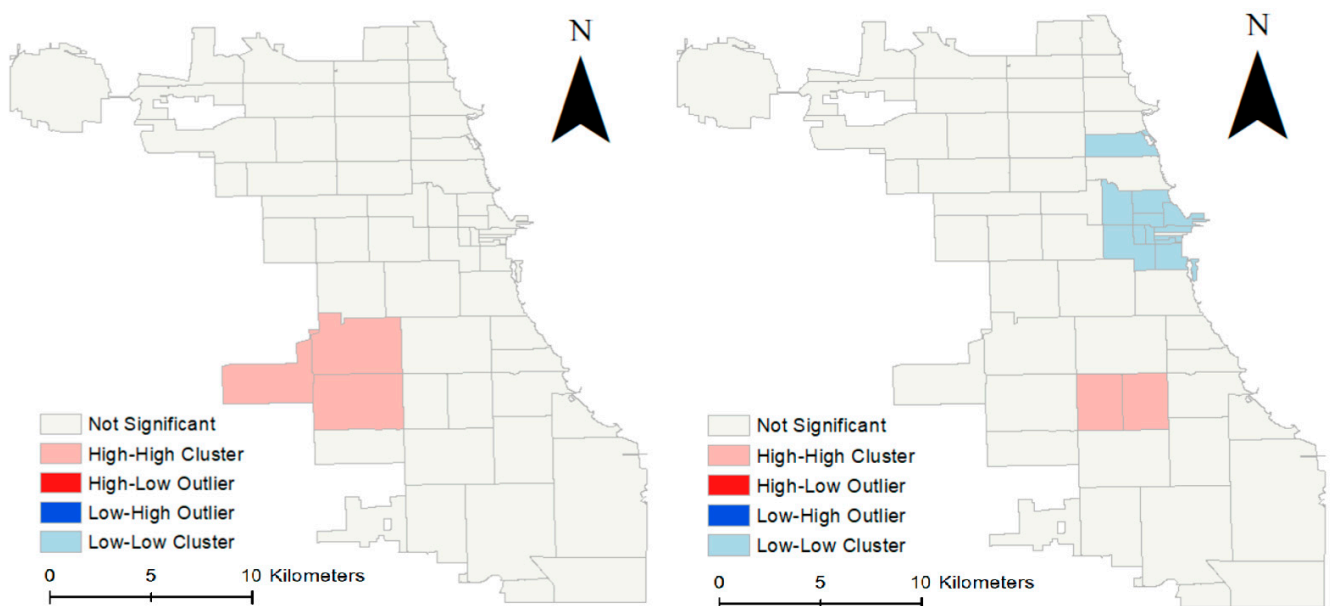 N
Not Significant
High-High Cluster
High-Low Outlier
Low-High Outlier
Low-Low Cluster
0 5 10 Kilometers
N
Not Significant
High-High Cluster
High-Low Outlier
Low-High Outlier
Low-Low Cluster
0 5 10 Kilometers